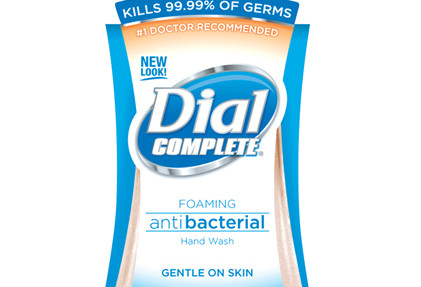 KILLS 99.99% OF GERMS
#1 DOCTOR RECOMMENDED
NEW
LOOK!
Dial
COMPLETE®
FOAMING
antibacterial
Hand Wash
GENTLE ON SKIN